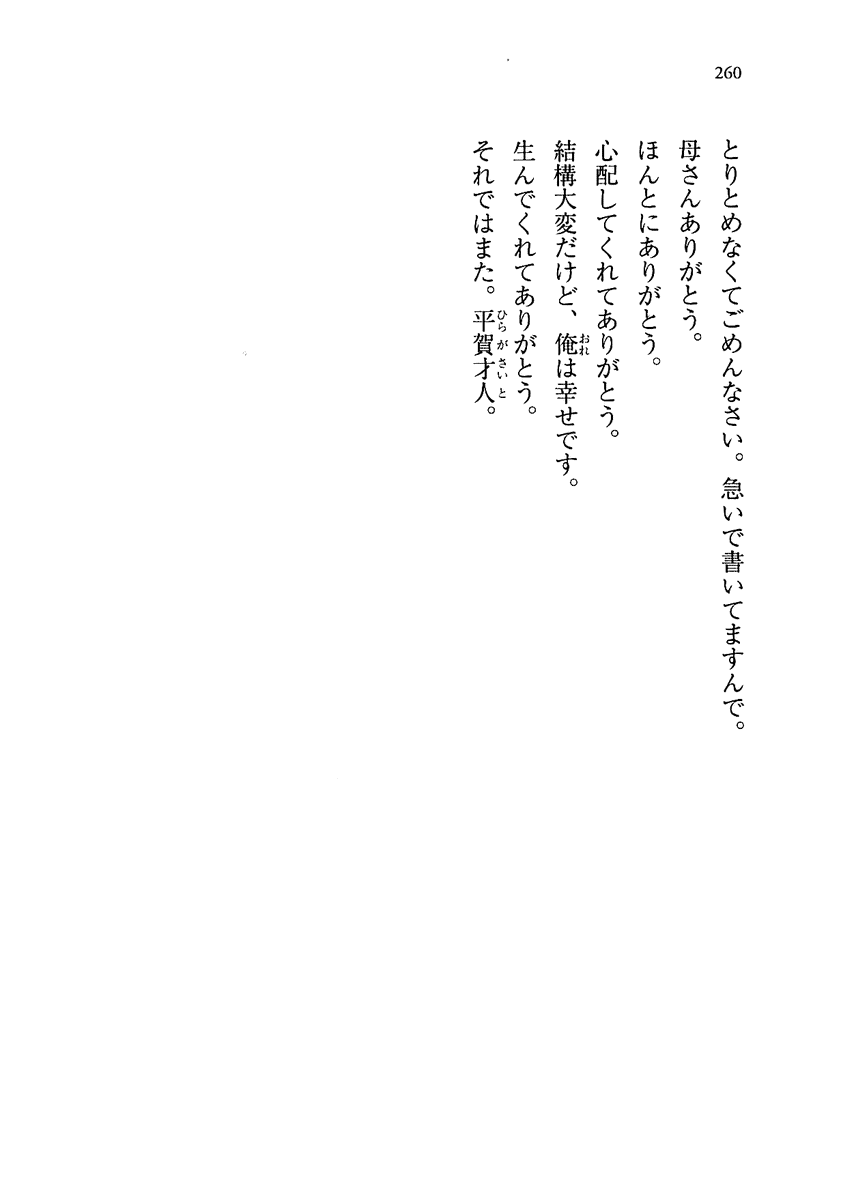 260
とりとめなくてごめんなさい。急いで書いてますんで。
母さんありがとう。
ほんとにありがとう。
心配してくれてありがとう。
結構大変だけど、俺は幸せです。
生んでくれてありがとう。
それではまた。平賀才人。